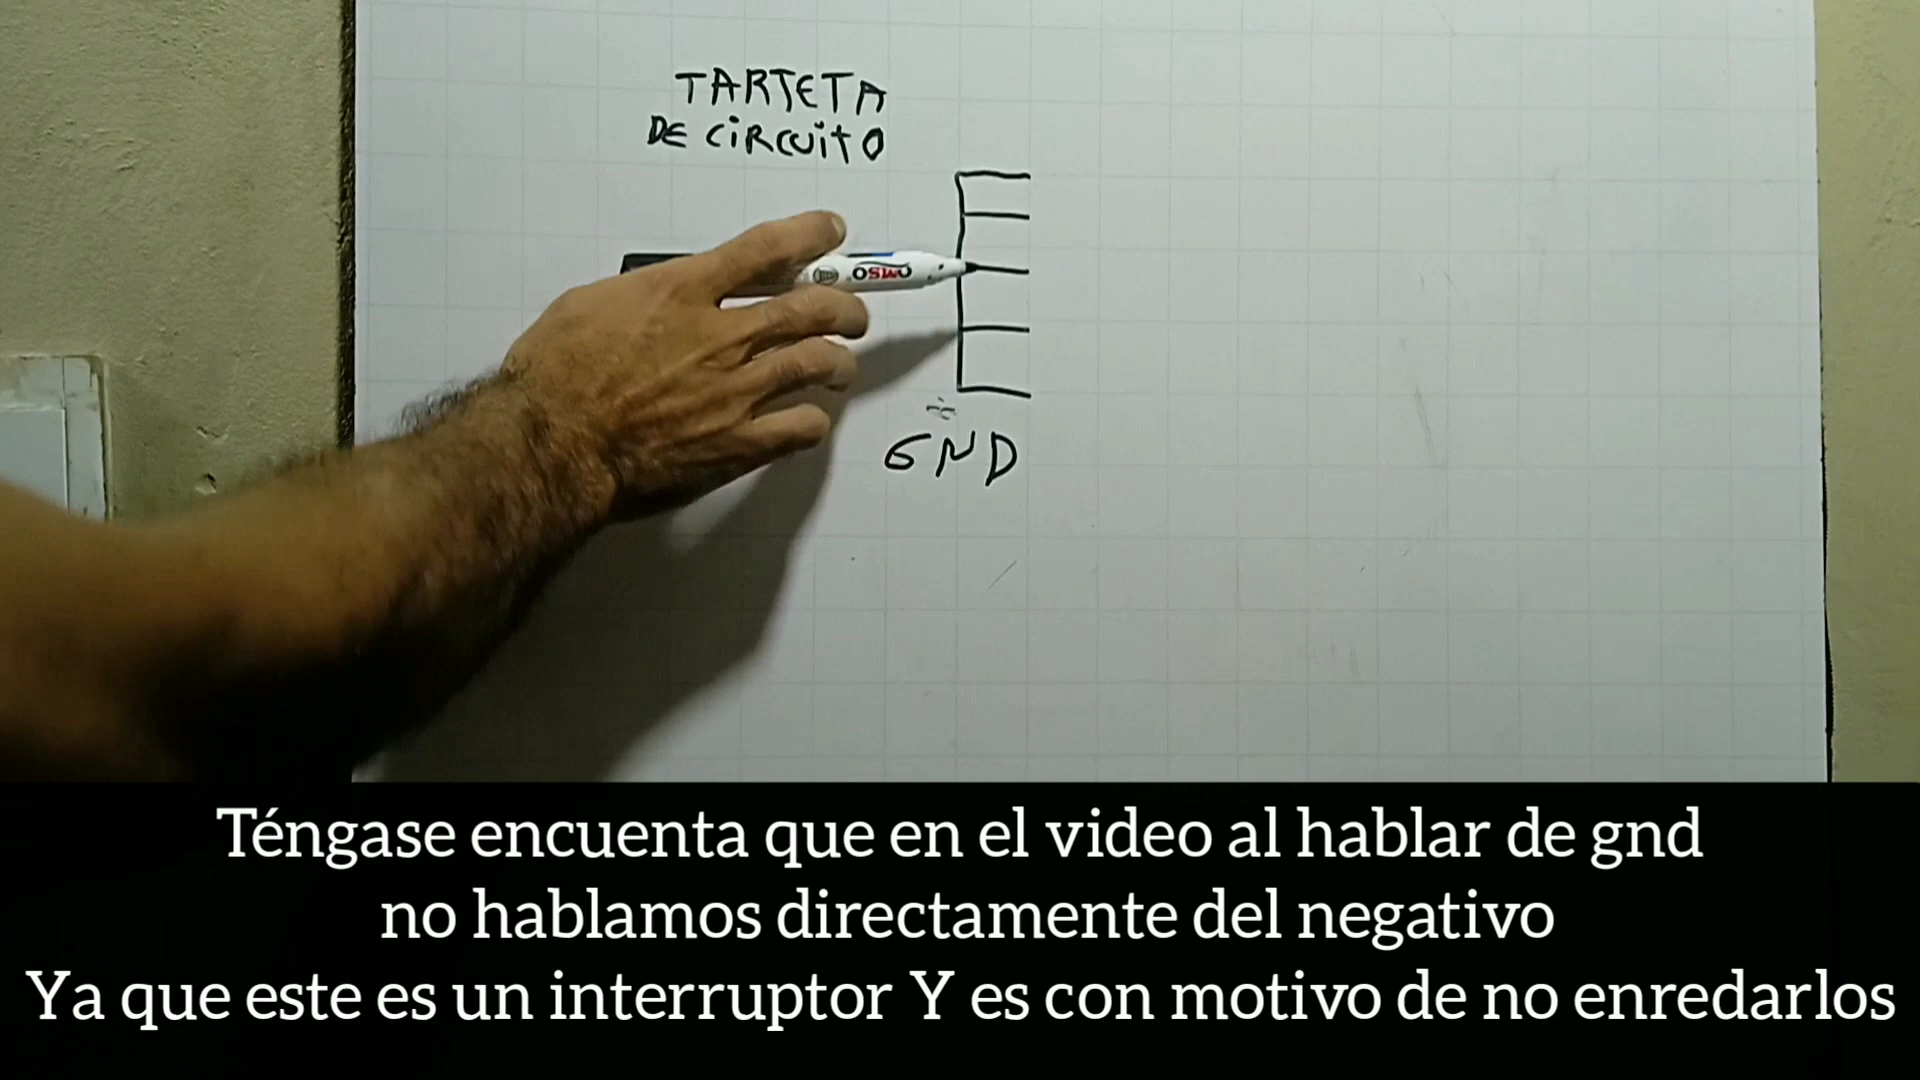 TARJETA
DE CIRCUITO
OMISO
GND
Téngase encuenta que en el video al hablar de gnd
no hablamos directamente del negativo
Ya que este es un interruptor Y es con motivo de no enredarlos